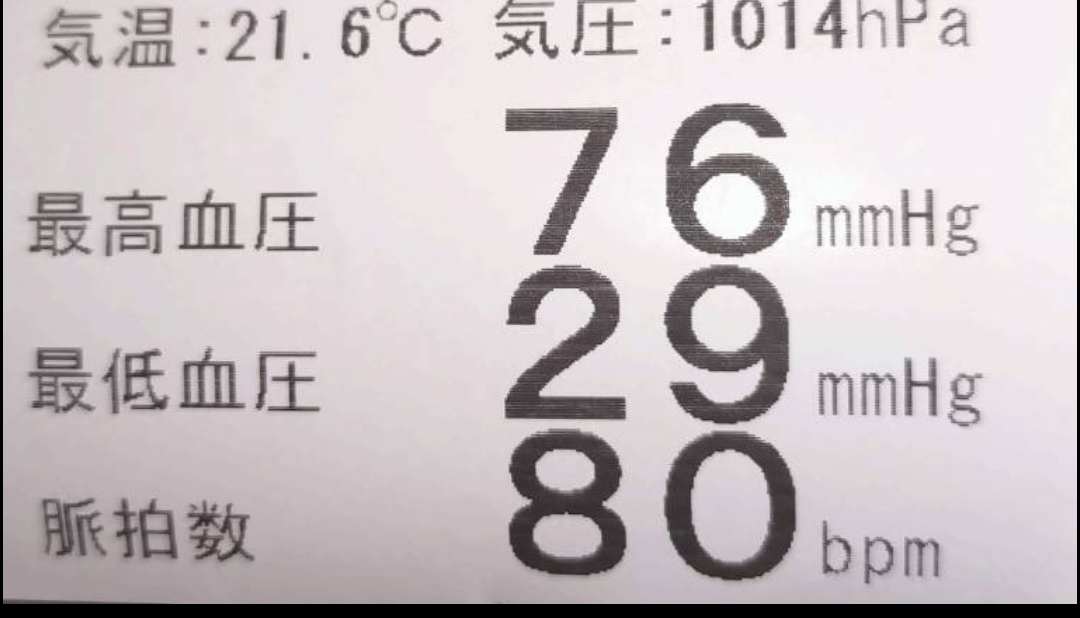 気温:21.6℃ 気圧:1014hPa
最高血圧 76 mmHg
最低血圧 29 mmHg
脈拍数 80 bpm